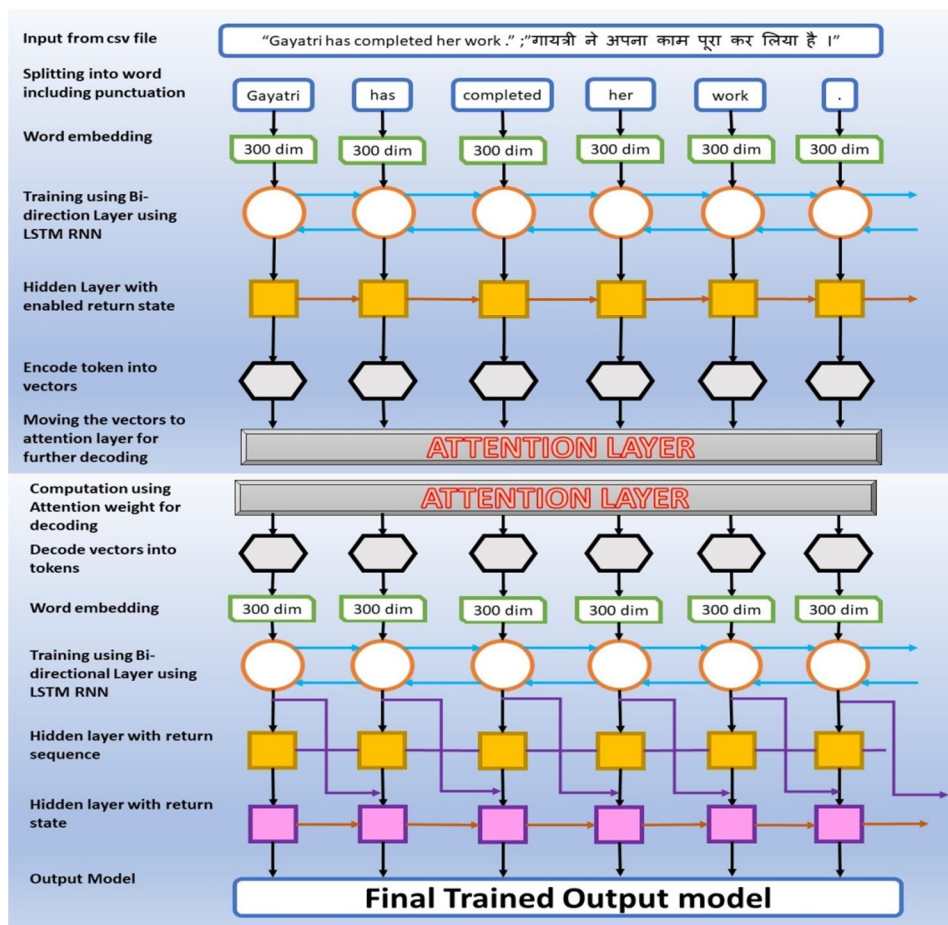 Input from csv file
“Gayatri has completed her work .” ;”गायत्री ने अपना काम पूरा कर लिया है ।”
Splitting into word
including punctuation
Gayatri has completed her work .
Word embedding
300 dim 300 dim 300 dim 300 dim 300 dim 300 dim
Training using Bi-
direction Layer using
LSTM RNN
Hidden Layer with
enabled return state
Encode token into
vectors
Moving the vectors to
attention layer for
further decoding
ATTENTION LAYER
Computation using
Attention weight for
decoding
ATTENTION LAYER
Decode vectors into
tokens
Word embedding
300 dim 300 dim 300 dim 300 dim 300 dim 300 dim
Training using Bi-
directional Layer using
LSTM RNN
Hidden layer with return
sequence
Hidden layer with return
state
Output Model
Final Trained Output model